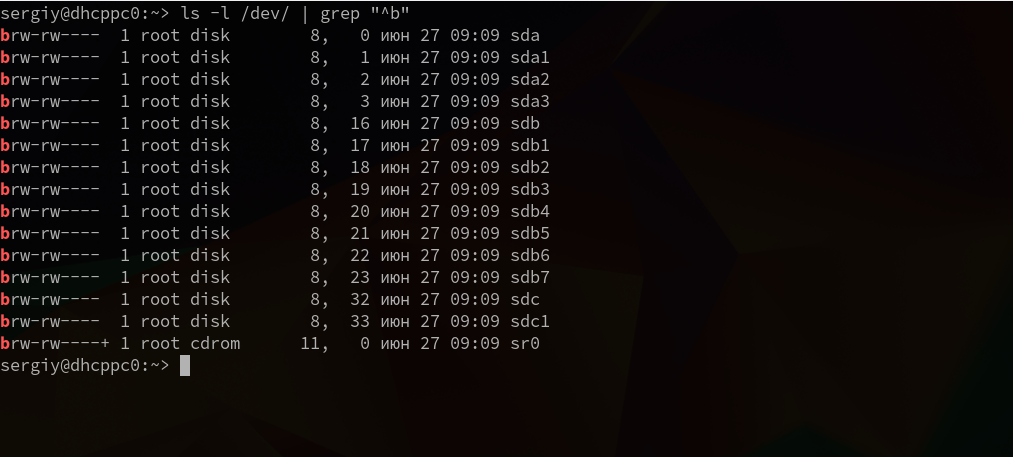 sergiy@dhcppc0:~> ls -l /dev/ | grep "^b"
brw-rw----  1 root disk        8,   0 июн 27 09:09 sda
brw-rw----  1 root disk        8,   1 июн 27 09:09 sda1
brw-rw----  1 root disk        8,   2 июн 27 09:09 sda2
brw-rw----  1 root disk        8,   3 июн 27 09:09 sda3
brw-rw----  1 root disk        8,  16 июн 27 09:09 sdb
brw-rw----  1 root disk        8,  17 июн 27 09:09 sdb1
brw-rw----  1 root disk        8,  18 июн 27 09:09 sdb2
brw-rw----  1 root disk        8,  19 июн 27 09:09 sdb3
brw-rw----  1 root disk        8,  20 июн 27 09:09 sdb4
brw-rw----  1 root disk        8,  21 июн 27 09:09 sdb5
brw-rw----  1 root disk        8,  22 июн 27 09:09 sdb6
brw-rw----  1 root disk        8,  23 июн 27 09:09 sdb7
brw-rw----  1 root disk        8,  32 июн 27 09:09 sdc
brw-rw----  1 root disk        8,  33 июн 27 09:09 sdc1
brw-rw----+ 1 root cdrom      11,   0 июн 27 09:09 sr0
sergiy@dhcppc0:~>